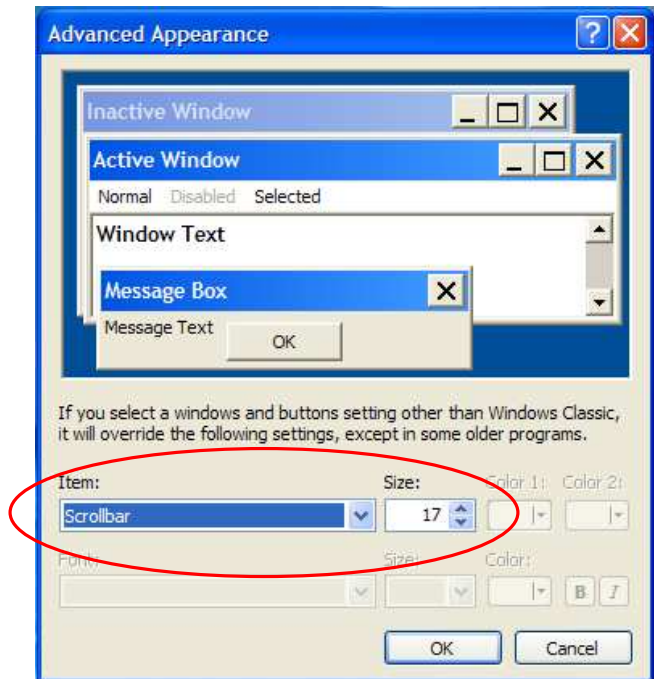 Advanced Appearance
Inactive Window
Active Window
Normal Disabled Selected
Window Text
Message Box
Message Text
OK
If you select a windows and buttons setting other than Windows Classic,
it will override the following settings, except in some older programs.
Item: Size: Color 1: Color 2:
Scrollbar 17
Font: Size: Color:
B I
OK Cancel